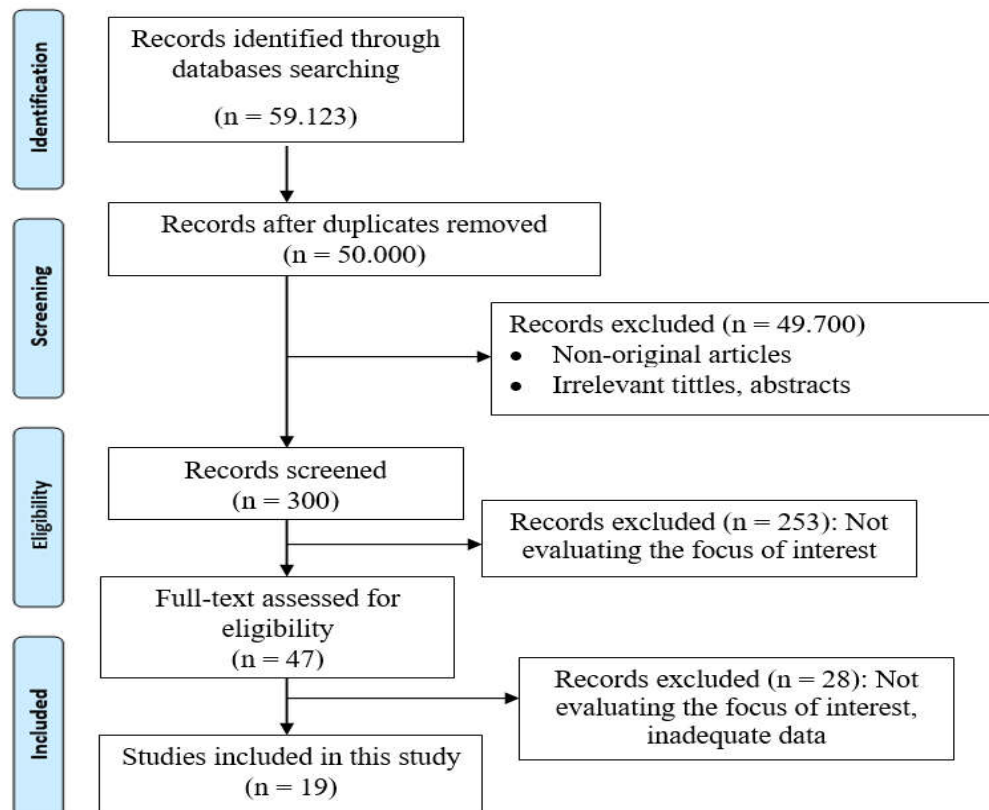 Identification
Records identified through
databases searching
(n = 59.123)
Records after duplicates removed
(n = 50.000)
Screening
Records excluded (n = 49.700)
• Non-original articles
• Irrelevant tittles, abstracts
Eligibility
Records screened
(n = 300)
Records excluded (n = 253): Not
evaluating the focus of interest
Full-text assessed for
eligibility
(n = 47)
Included
Records excluded (n = 28): Not
evaluating the focus of interest,
inadequate data
Studies included in this study
(n = 19)